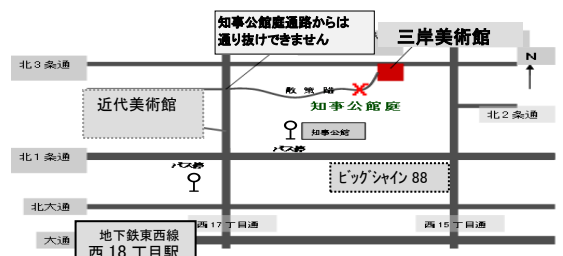 知事公館庭通路からは
通り抜けできません
三岸美術館
N
北3条通
散策路
知事公館庭
近代美術館
北2条通
知事公館
バス停
北1条通
バス停
ビッグシャイン 88
北大通
西17丁目通
西15丁目通
大通
地下鉄東西線
西 18 丁目駅